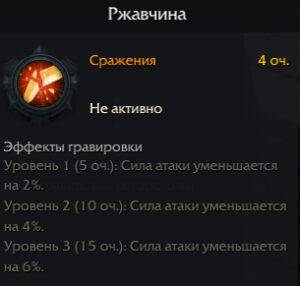 Ржавчина
Сражения 4 оч.
Не активно
Эффекты гравировки
Уровень 1 (5 оч.): Сила атаки уменьшается
на 2%.
Уровень 2 (10 оч.): Сила атаки уменьшается
на 4%.
Уровень 3 (15 оч.): Сила атаки уменьшается
на 6%.